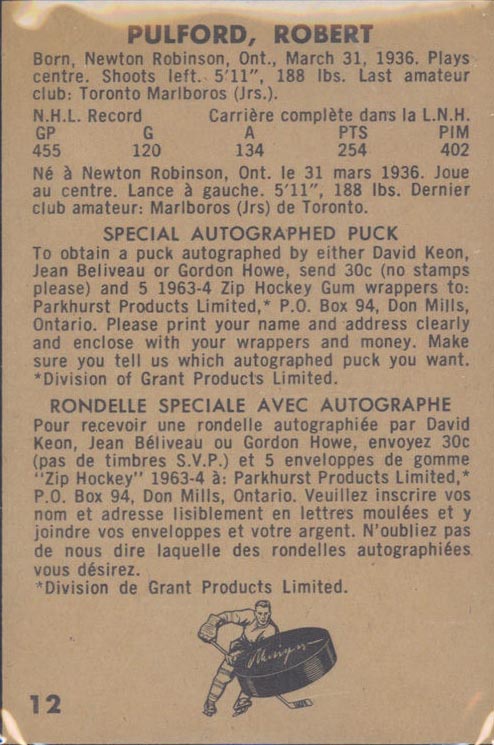 PULFORD, ROBERT
Born, Newton Robinson, Ont., March 31, 1936. Plays
centre. Shoots left. 5'11", 188 lbs. Last amateur
club: Toronto Marlboros (Jrs.).
N.H.L. Record Carrière complète dans la L.N.H.
GP G A PTS PIM
455 120 134 254 402
Né à Newton Robinson, Ont. le 31 mars 1936. Joue
au centre. Lance à gauche. 5'11", 188 lbs. Dernier
club amateur: Marlboros (Jrs) de Toronto.
SPECIAL AUTOGRAPHED PUCK
To obtain a puck autographed by either David Keon,
Jean Beliveau or Gordon Howe, send 30c (no stamps
please) and 5 1963-4 Zip Hockey Gum wrappers to:
Parkhurst Products Limited,* P.O. Box 94, Don Mills,
Ontario. Please print your name and address clearly
and enclose with your wrappers and money. Make
sure you tell us which autographed puck you want.
*Division of Grant Products Limited.
RONDELLE SPECIALE AVEC AUTOGRAPHE
Pour recevoir une rondelle autographiée par David
Keon, Jean Béliveau ou Gordon Howe, envoyez 30c
(pas de timbres S.V.P.) et 5 enveloppes de gomme
"Zip Hockey" 1963-4 à: Parkhurst Products Limited,*
P.O. Box 94, Don Mills, Ontario. Veuillez inscrire vos
nom et adresse lisiblement en lettres moulées et y
joindre vos enveloppes et votre argent. N'oubliez pas
de nous dire laquelle des rondelles autographiées
vous désirez.
*Division de Grant Products Limited.
12